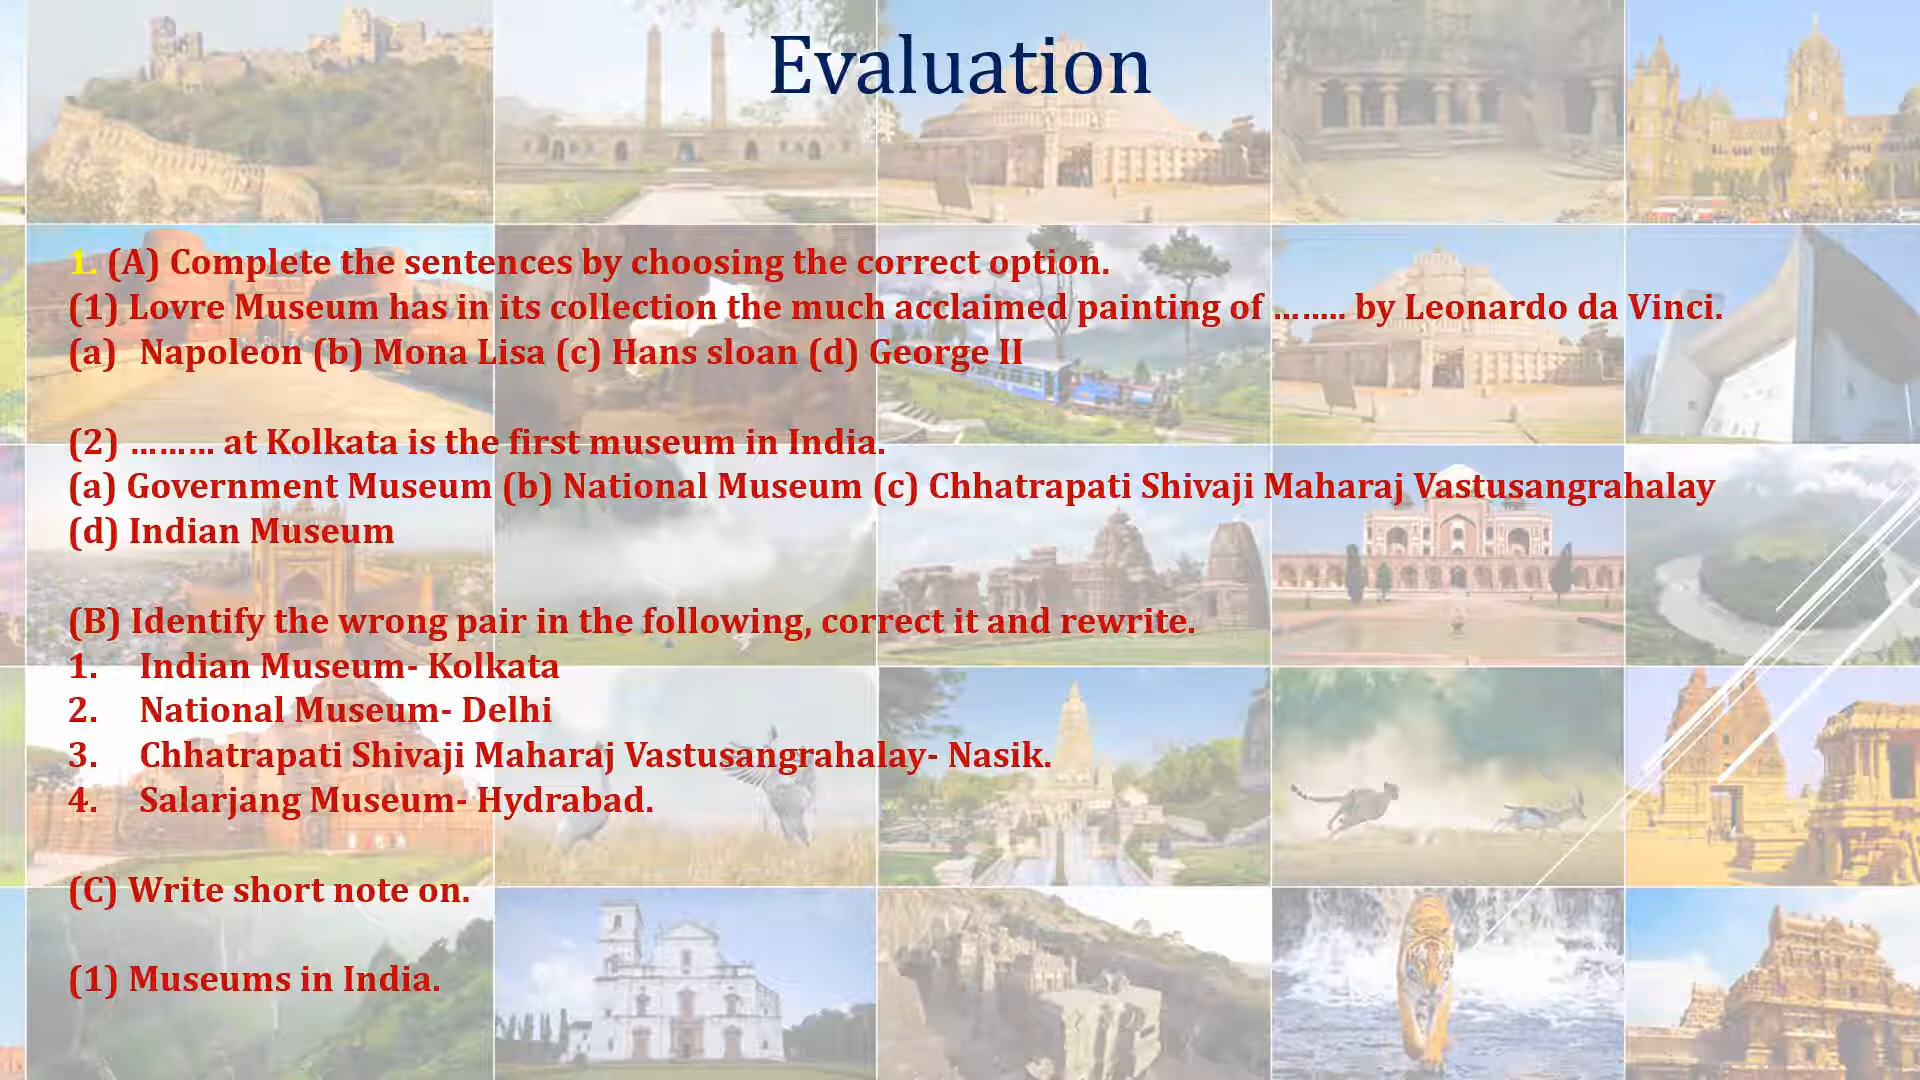 Evaluation
1. (A) Complete the sentences by choosing the correct option.
(1) Lovre Museum has in its collection the much acclaimed painting of …..... by Leonardo da Vinci.
(a) Napoleon (b) Mona Lisa (c) Hans sloan (d) George II
(2) ……… at Kolkata is the first museum in India.
(a) Government Museum (b) National Museum (c) Chhatrapati Shivaji Maharaj Vastusangrahalay
(d) Indian Museum
(B) Identify the wrong pair in the following, correct it and rewrite.
1. Indian Museum- Kolkata
2. National Museum- Delhi
3. Chhatrapati Shivaji Maharaj Vastusangrahalay- Nasik.
4. Salarjang Museum- Hydrabad.
(C) Write short note on.
(1) Museums in India.